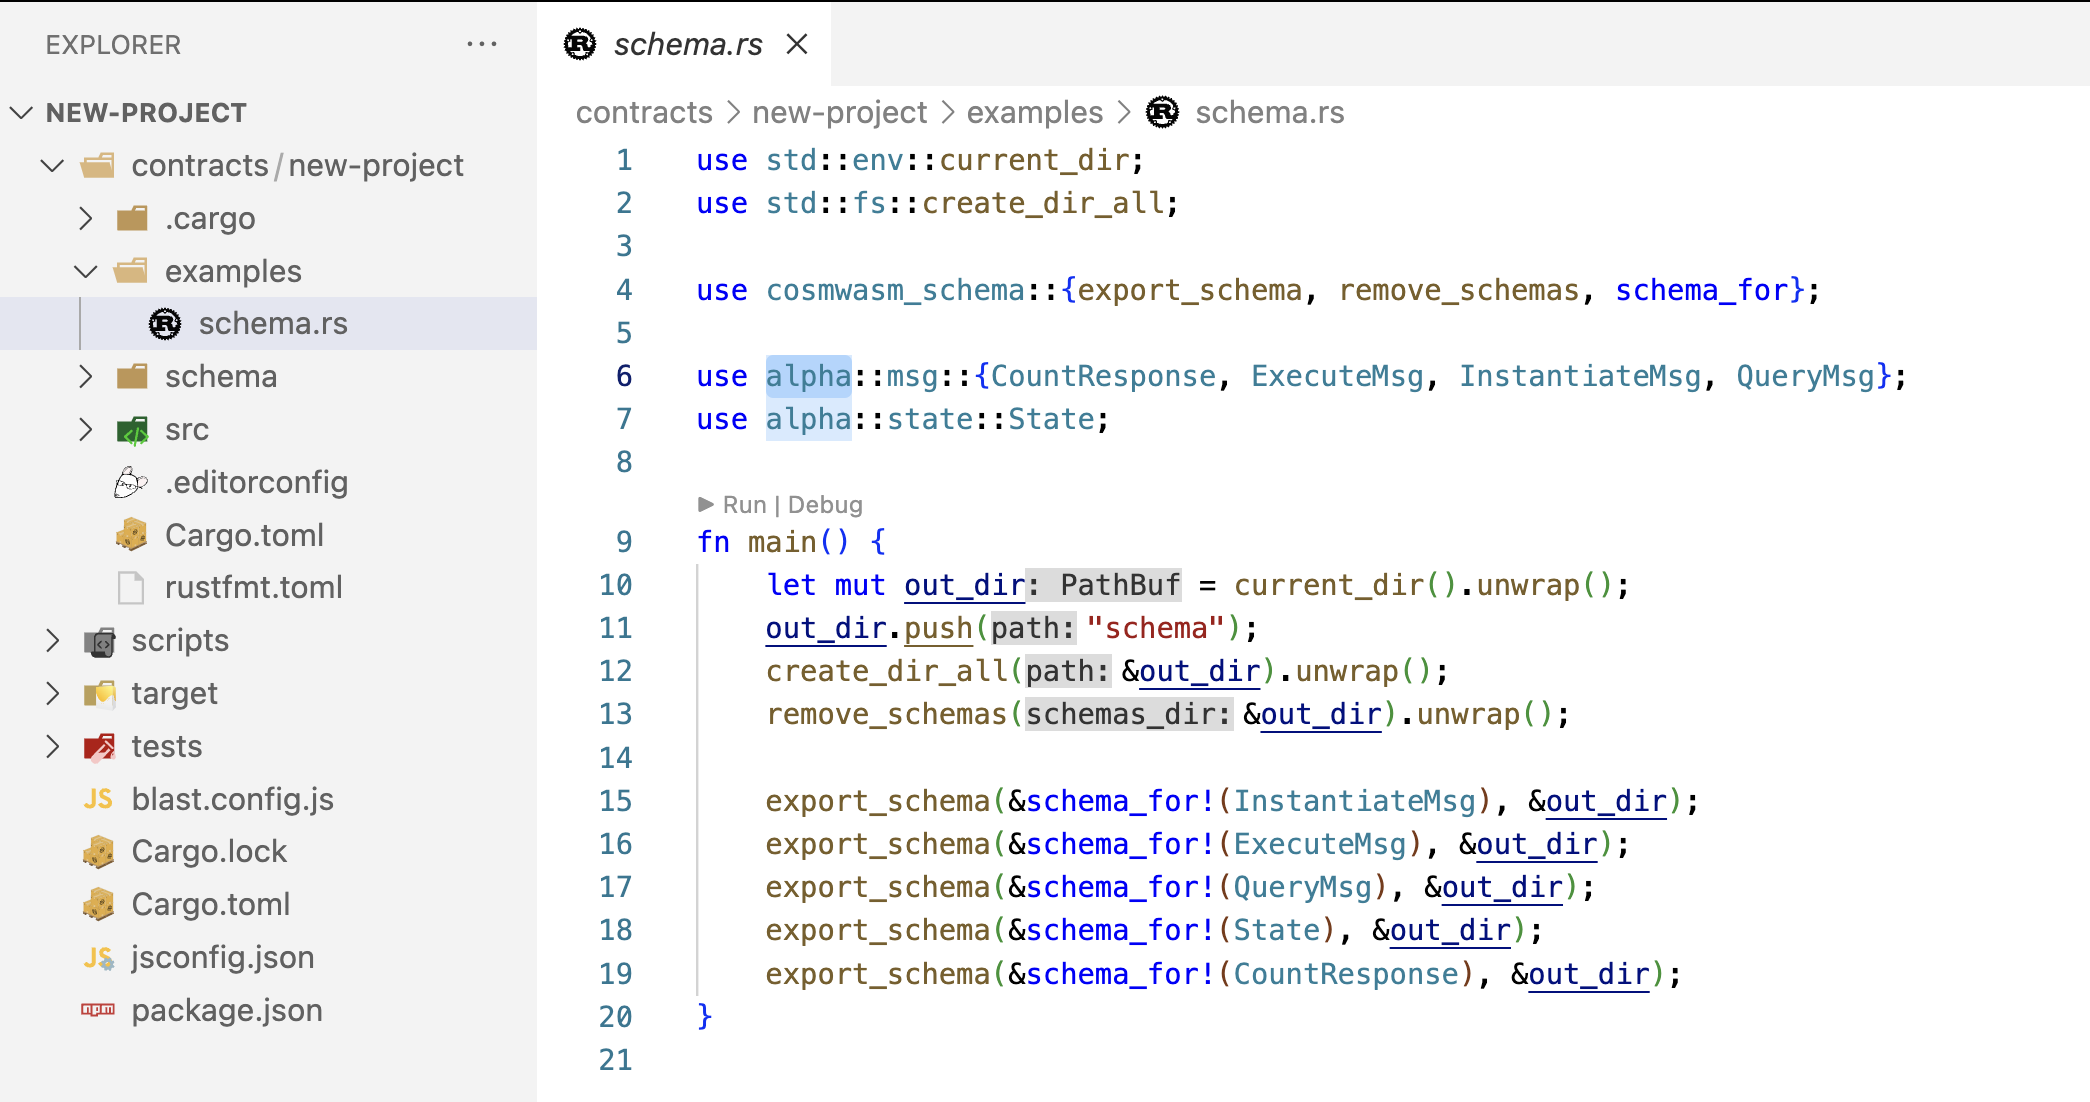 EXPLORER ...
NEW-PROJECT
contracts/new-project
.cargo
examples
schema.rs
schema
src
.editorconfig
Cargo.toml
rustfmt.toml
scripts
target
tests
JS blast.config.js
Cargo.lock
Cargo.toml
JS jsconfig.json
npm package.json
R schema.rs ×
contracts > new-project > examples > R schema.rs
1 use std::env::current_dir;
2 use std::fs::create_dir_all;
3
4 use cosmwasm_schema::{export_schema, remove_schemas, schema_for};
5
6 use alpha::msg::{CountResponse, ExecuteMsg, InstantiateMsg, QueryMsg};
7 use alpha::state::State;
8
▶ Run | Debug
9 fn main() {
10 let mut out_dir: PathBuf = current_dir().unwrap();
11 out_dir.push(path: "schema");
12 create_dir_all(path: &out_dir).unwrap();
13 remove_schemas(schemas_dir: &out_dir).unwrap();
14
15 export_schema(&schema_for!(InstantiateMsg), &out_dir);
16 export_schema(&schema_for!(ExecuteMsg), &out_dir);
17 export_schema(&schema_for!(QueryMsg), &out_dir);
18 export_schema(&schema_for!(State), &out_dir);
19 export_schema(&schema_for!(CountResponse), &out_dir);
20 }
21